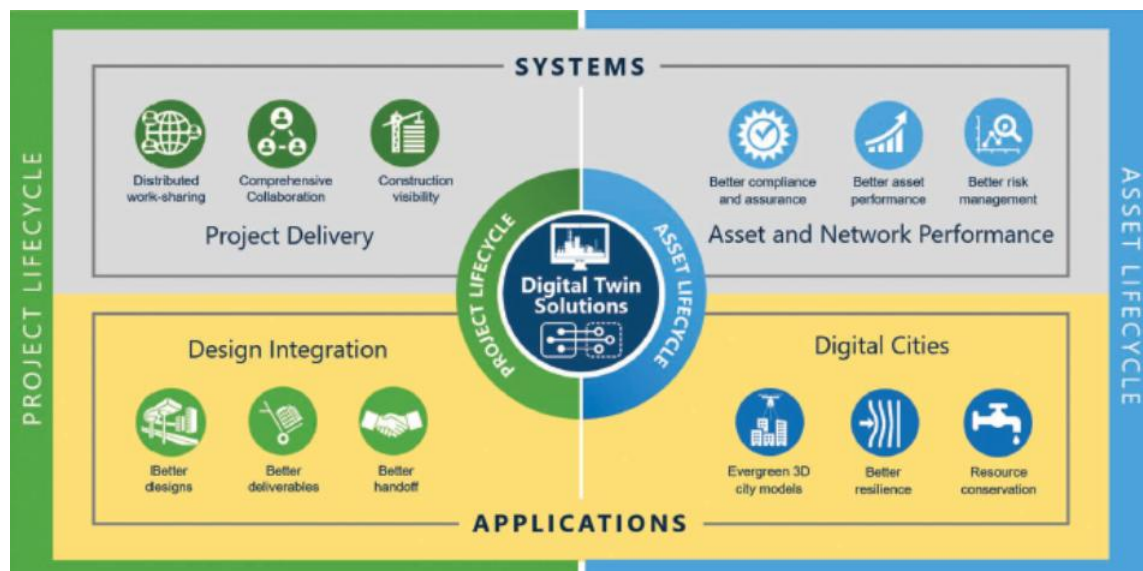 SYSTEMS
PROJECT LIFECYCLE
Distributed
work-sharing
Comprehensive
Collaboration
Construction
visibility
Project Delivery
Better compliance
and assurance
Better asset
performance
Better risk
management
Asset and Network Performance
ASSET LIFECYCLE
PROJECT LIFECYCLE
Digital Twin
Solutions
ASSET LIFECYCLE
Design Integration
Better
designs
Better
deliverables
Better
handoff
Digital Cities
Evergreen 3D
city models
Better
resilience
Resource
conservation
APPLICATIONS